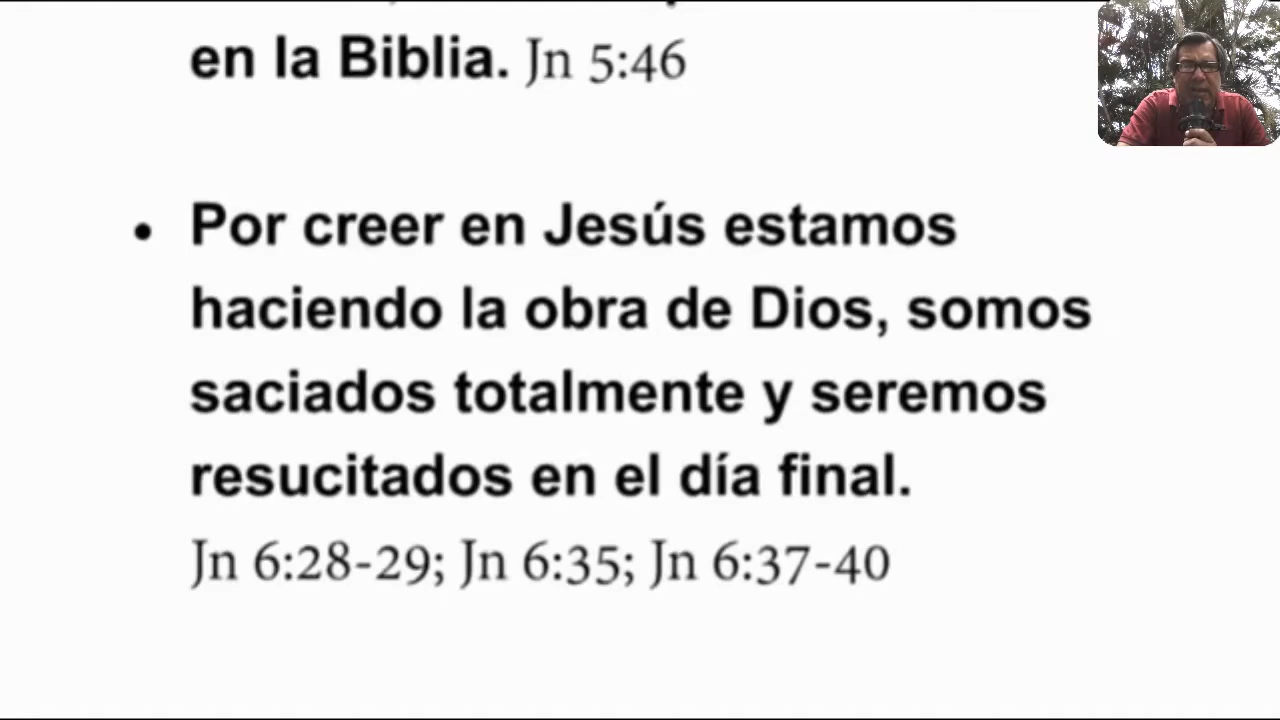 en la Biblia. Jn 5:46
• Por creer en Jesús estamos
haciendo la obra de Dios, somos
saciados totalmente y seremos
resucitados en el día final.
Jn 6:28-29; Jn 6:35; Jn 6:37-40